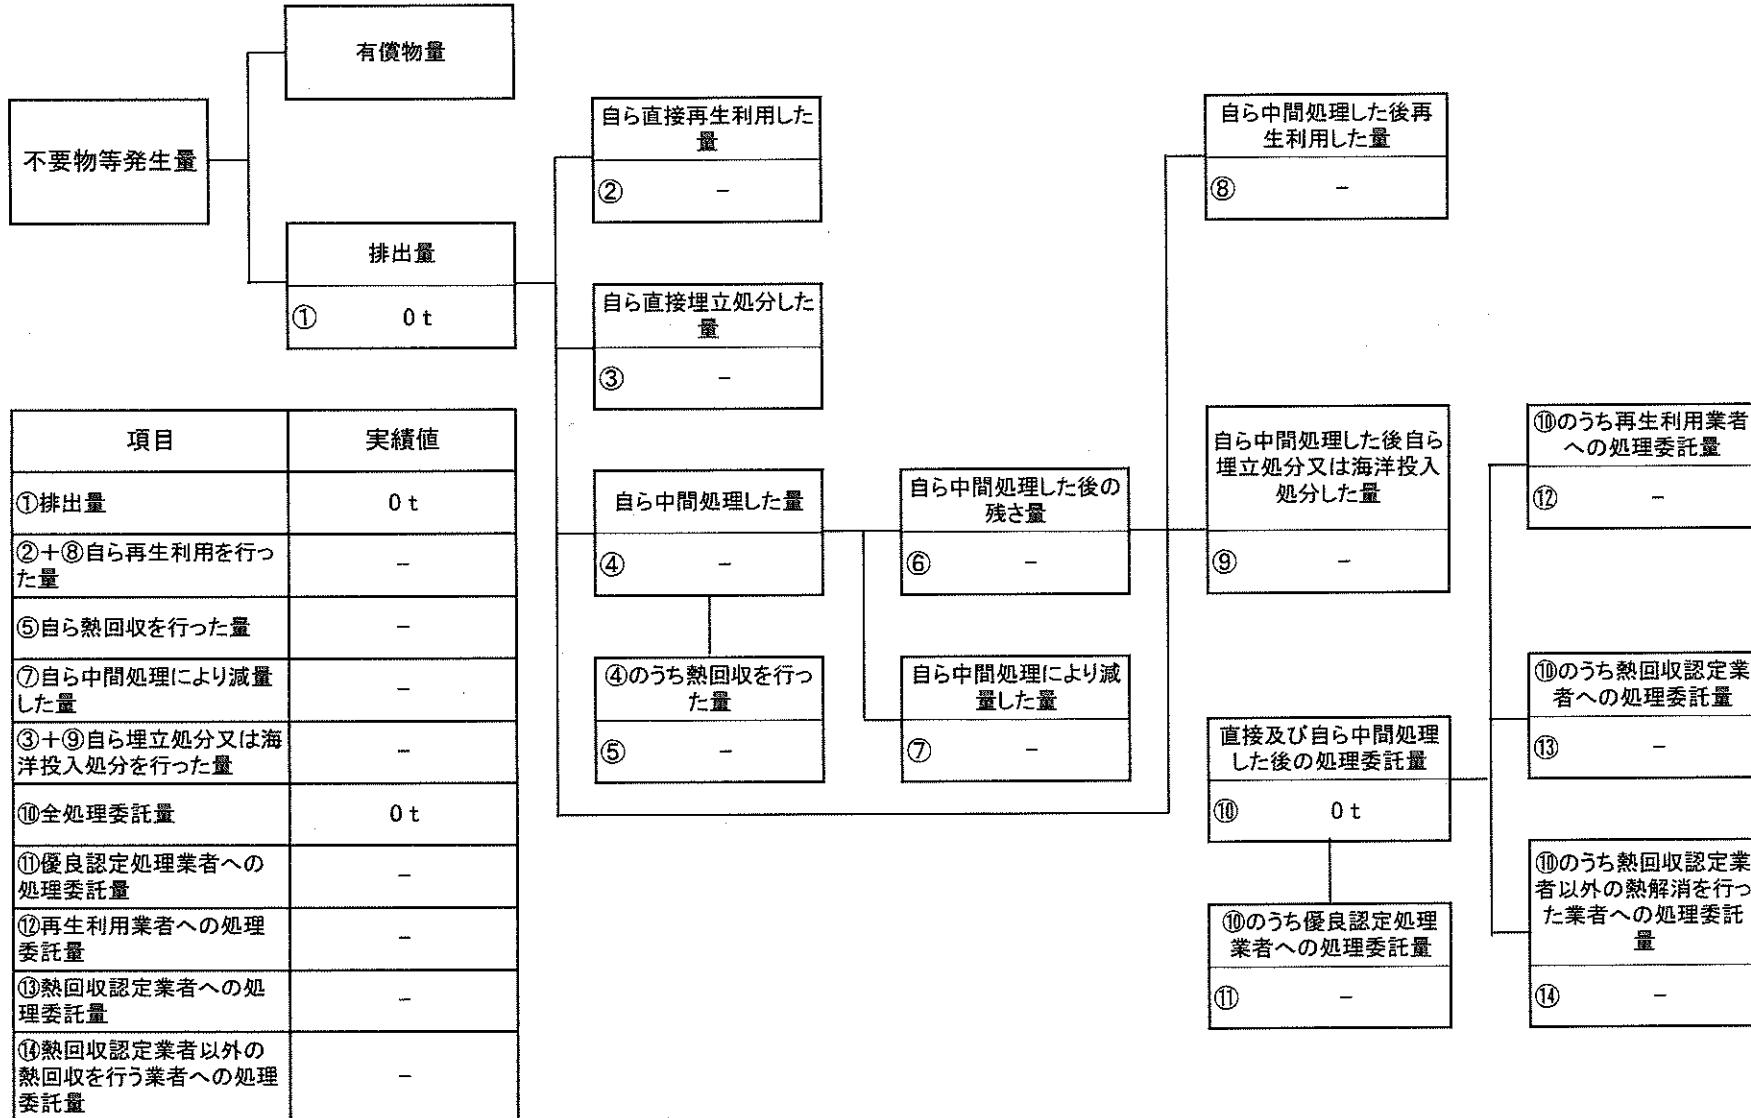 有償物量
不要物等発生量
排出量
① 0 t
自ら直接再生利用した
量
② －
自ら直接埋立処分した
量
③ －
自ら中間処理した量
④ －
④のうち熱回収を行っ
た量
⑤ －
自ら中間処理した後の
残さ量
⑥ －
自ら中間処理により減
量した量
⑦ －
自ら中間処理した後再
生利用した量
⑧ －
自ら中間処理した後自ら
埋立処分又は海洋投入
処分した量
⑨ －
直接及び自ら中間処理
した後の処理委託量
⑩ 0 t
⑩のうち優良認定処理
業者への処理委託量
⑪ －
⑩のうち再生利用業者
への処理委託量
⑫ －
⑩のうち熱回収認定業
者への処理委託量
⑬ －
⑩のうち熱回収認定業
者以外の熱解消を行っ
た業者への処理委託
量
⑭ －
項目 実績値
①排出量 0 t
②＋⑧自ら再生利用を行っ
た量 －
⑤自ら熱回収を行った量 －
⑦自ら中間処理により減量
した量 －
③＋⑨自ら埋立処分又は海
洋投入処分を行った量 －
⑩全処理委託量 0 t
⑪優良認定処理業者への
処理委託量 －
⑫再生利用業者への処理
委託量 －
⑬熱回収認定業者への処
理委託量 －
⑭熱回収認定業者以外の
熱回収を行う業者への処理
委託量 －